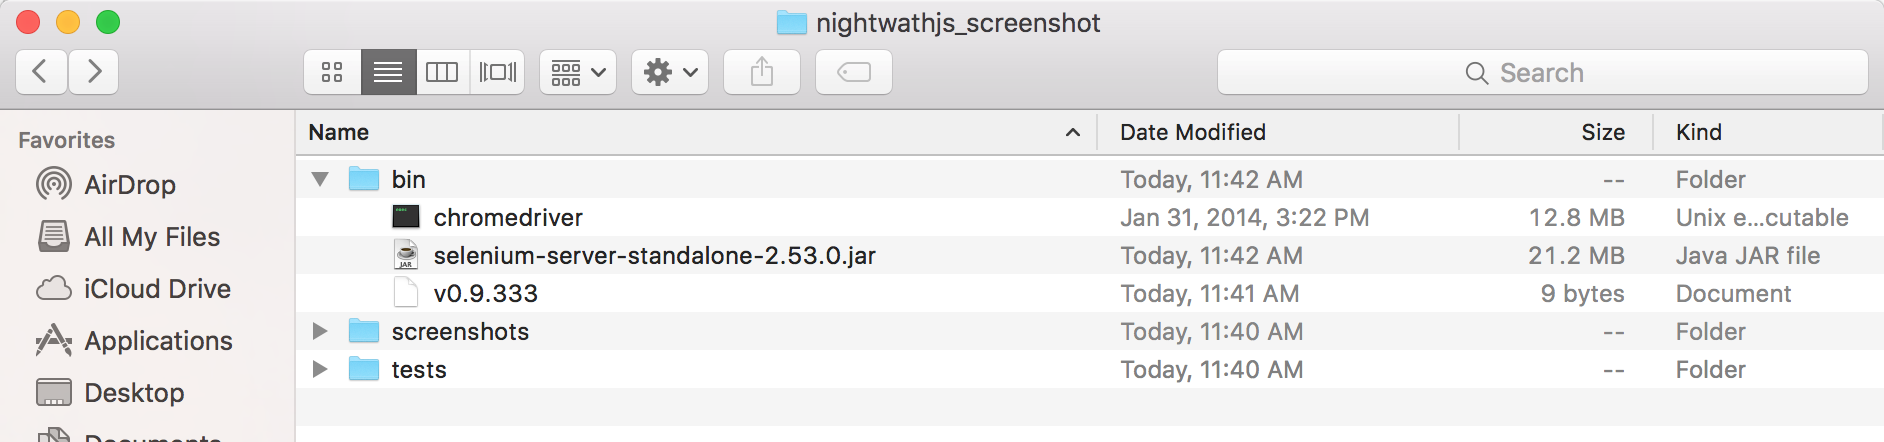 nightwathjs_screenshot
Search
Favorites
AirDrop
All My Files
iCloud Drive
Applications
Desktop
Documents
Name Date Modified Size Kind
bin Today, 11:42 AM -- Folder
chromedriver Jan 31, 2014, 3:22 PM 12.8 MB Unix e...cutable
JAR selenium-server-standalone-2.53.0.jar Today, 11:42 AM 21.2 MB Java JAR file
v0.9.333 Today, 11:41 AM 9 bytes Document
screenshots Today, 11:40 AM -- Folder
tests Today, 11:40 AM -- Folder